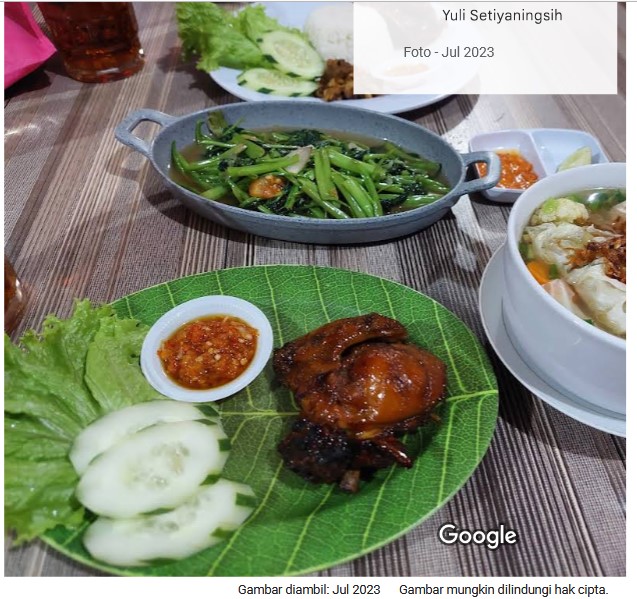 Yuli Setiyaningsih
Foto - Jul 2023
Google
Gambar diambil: Jul 2023 Gambar mungkin dilindungi hak cipta.